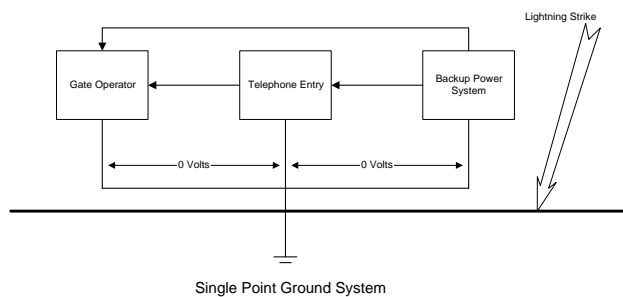 Lightning Strike
Gate Operator
Telephone Entry
Backup Power
System
0 Volts
0 Volts
Single Point Ground System